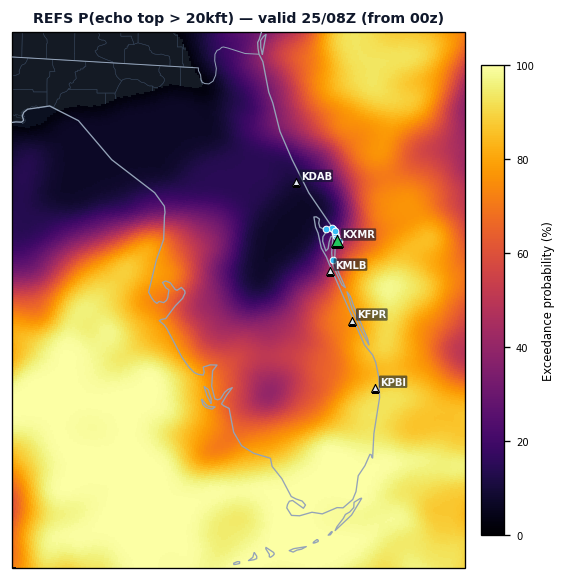 REFS P(echo top > 20kft) — valid 25/08Z (from 00z)
KDAB
KXMR
KMLB
KFPR
KPBI
100
80
60
40
20
0
Exceedance probability (%)